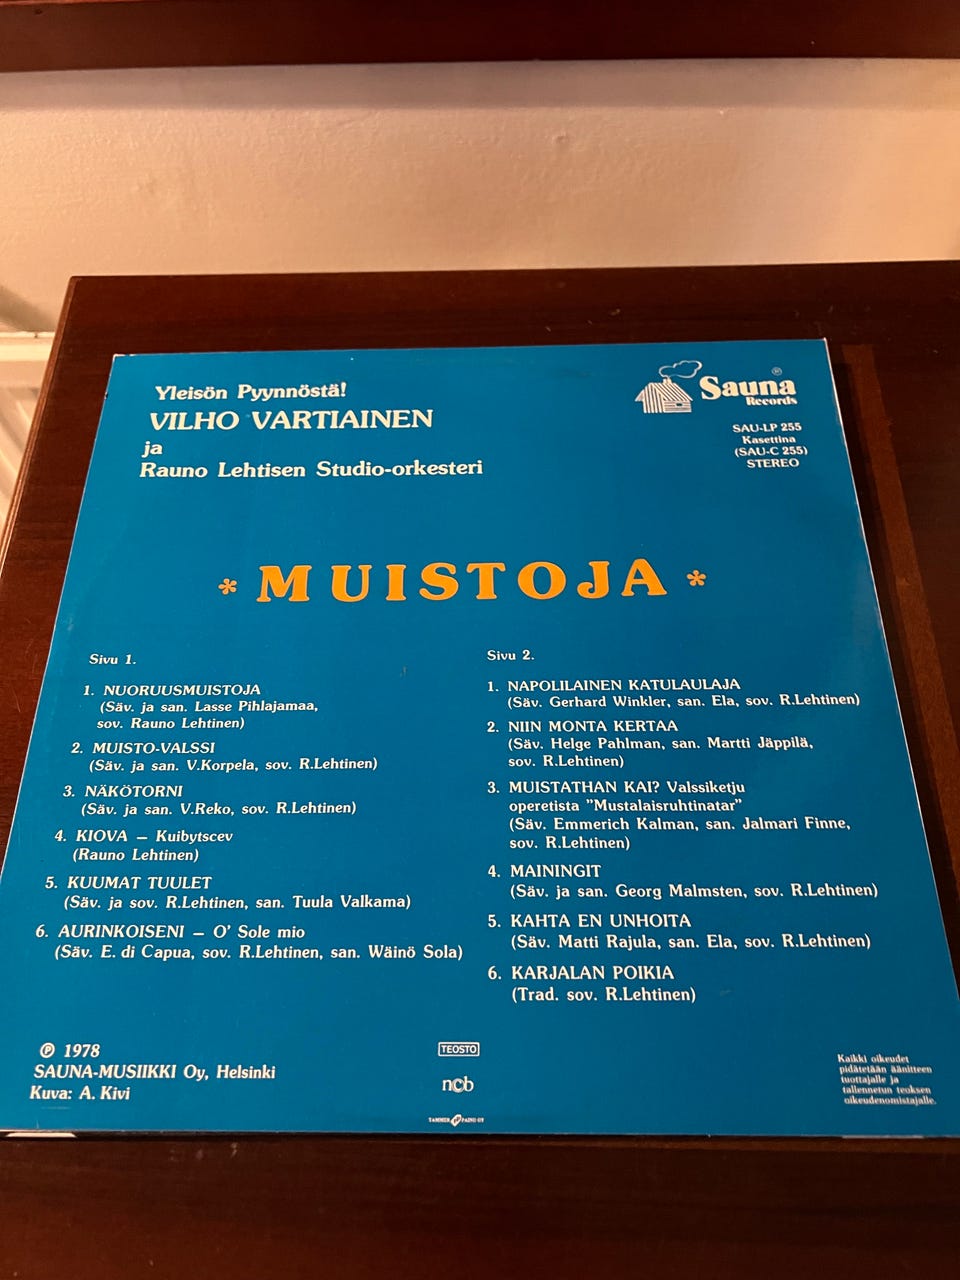 Yleisön Pyynnöstä!
VILHO VARTIAINEN
ja
Rauno Lehtisen Studio-orkesteri
Sauna ®
Records
SAU-LP 255
Kasettina
(SAU-C 255)
STEREO
* MUISTOJA *
Sivu 1.
1. NUORUUSMUISTOJA
(Säv. ja san. Lasse Pihlajamaa,
sov. Rauno Lehtinen)
2. MUISTO-VALSSI
(Säv. ja san. V.Korpela, sov. R.Lehtinen)
3. NÄKÖTORNI
(Säv. ja san. V.Reko, sov. R.Lehtinen)
4. KIOVA – Kuibytscev
(Rauno Lehtinen)
5. KUUMAT TUULET
(Säv. ja sov. R.Lehtinen, san. Tuula Valkama)
6. AURINKOISENI – O' Sole mio
(Säv. E. di Capua, sov. R.Lehtinen, san. Wäinö Sola)
Sivu 2.
1. NAPOLILAINEN KATULAULAJA
(Säv. Gerhard Winkler, san. Ela, sov. R.Lehtinen)
2. NIIN MONTA KERTAA
(Säv. Helge Pahlman, san. Martti Jäppilä,
sov. R.Lehtinen)
3. MUISTATHAN KAI? Valssiketju
operetista "Mustalaisruhtinatar"
(Säv. Emmerich Kalman, san. Jalmari Finne,
sov. R.Lehtinen)
4. MAININGIT
(Säv. ja san. Georg Malmsten, sov. R.Lehtinen)
5. KAHTA EN UNHOITA
(Säv. Matti Rajula, san. Ela, sov. R.Lehtinen)
6. KARJALAN POIKIA
(Trad. sov. R.Lehtinen)
℗ 1978
SAUNA-MUSIIKKI Oy, Helsinki
Kuva: A. Kivi
TEOSTO
ncb
TAMMER PAINO OY
Kaikki oikeudet
pidätetään äänitteen
tuottajalle ja
tallennetun teoksen
oikeudenomistajalle.